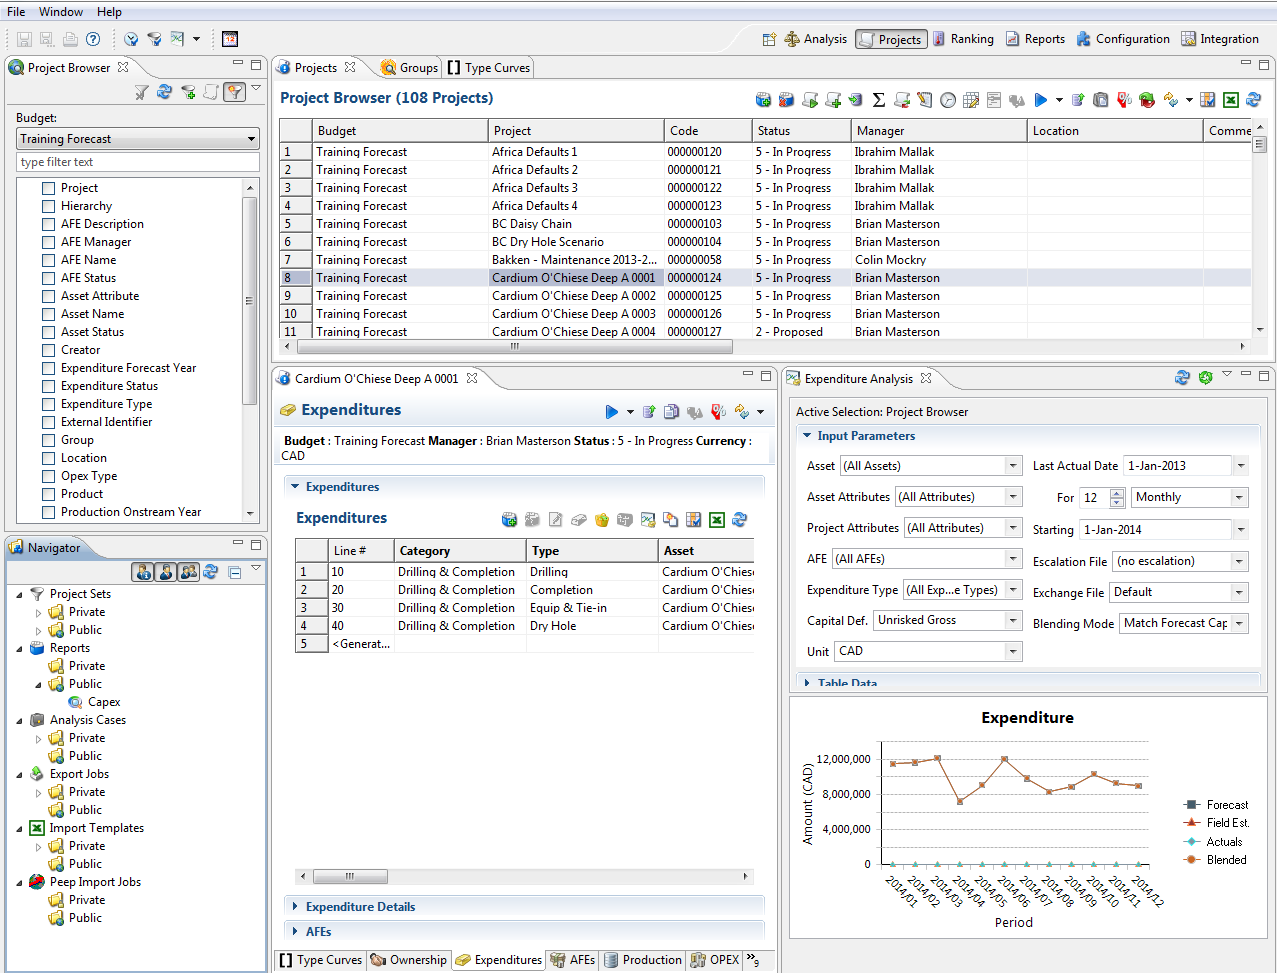 File Window Help
12
Analysis Projects Ranking Reports Configuration Integration
Project Browser
Budget:
Training Forecast
type filter text
Project
Hierarchy
AFE Description
AFE Manager
AFE Name
AFE Status
Asset Attribute
Asset Name
Asset Status
Creator
Expenditure Forecast Year
Expenditure Status
Expenditure Type
External Identifier
Group
Location
Opex Type
Product
Production Onstream Year
Navigator
Project Sets
Private
Public
Reports
Private
Public
Capex
Analysis Cases
Private
Public
Export Jobs
Private
Public
Import Templates
Private
Public
Peep Import Jobs
Private
Public
Projects Groups Type Curves
Project Browser (108 Projects)
Budget Project Code Status Manager Location Comme
1 Training Forecast Africa Defaults 1 000000120 5 - In Progress Ibrahim Mallak
2 Training Forecast Africa Defaults 2 000000121 5 - In Progress Ibrahim Mallak
3 Training Forecast Africa Defaults 3 000000122 5 - In Progress Ibrahim Mallak
4 Training Forecast Africa Defaults 4 000000123 5 - In Progress Ibrahim Mallak
5 Training Forecast BC Daisy Chain 000000103 5 - In Progress Brian Masterson
6 Training Forecast BC Dry Hole Scenario 000000104 5 - In Progress Brian Masterson
7 Training Forecast Bakken - Maintenance 2013-2... 000000058 5 - In Progress Colin Mockry
8 Training Forecast Cardium O'Chiese Deep A 0001 000000124 5 - In Progress Brian Masterson
9 Training Forecast Cardium O'Chiese Deep A 0002 000000125 5 - In Progress Brian Masterson
10 Training Forecast Cardium O'Chiese Deep A 0003 000000126 5 - In Progress Brian Masterson
11 Training Forecast Cardium O'Chiese Deep A 0004 000000127 2 - Proposed Brian Masterson
Cardium O'Chiese Deep A 0001
Expenditures
Budget : Training Forecast Manager : Brian Masterson Status : 5 - In Progress Currency :
CAD
Expenditures
Expenditures
Line # Category Type Asset
1 10 Drilling & Completion Drilling Cardium O'Chiese
2 20 Drilling & Completion Completion Cardium O'Chiese
3 30 Drilling & Completion Equip & Tie-in Cardium O'Chiese
4 40 Drilling & Completion Dry Hole Cardium O'Chiese
5 <Generat...
Expenditure Details
AFEs
Type Curves Ownership Expenditures AFEs Production OPEX »9
Expenditure Analysis
Active Selection: Project Browser
Input Parameters
Asset (All Assets) Last Actual Date 1-Jan-2013
Asset Attributes (All Attributes) For 12 Monthly
Project Attributes (All Attributes) Starting 1-Jan-2014
AFE (All AFEs) Escalation File (no escalation)
Expenditure Type (All Exp...e Types) Exchange File Default
Capital Def. Unrisked Gross Blending Mode Match Forecast Cap
Unit CAD
Table Data
Expenditure
Amount (CAD)
12,000,000
8,000,000
4,000,000
0
2014/01 2014/02 2014/03 2014/04 2014/05 2014/06 2014/07 2014/08 2014/09 2014/10 2014/11 2014/12
Period
Forecast
Field Est.
Actuals
Blended